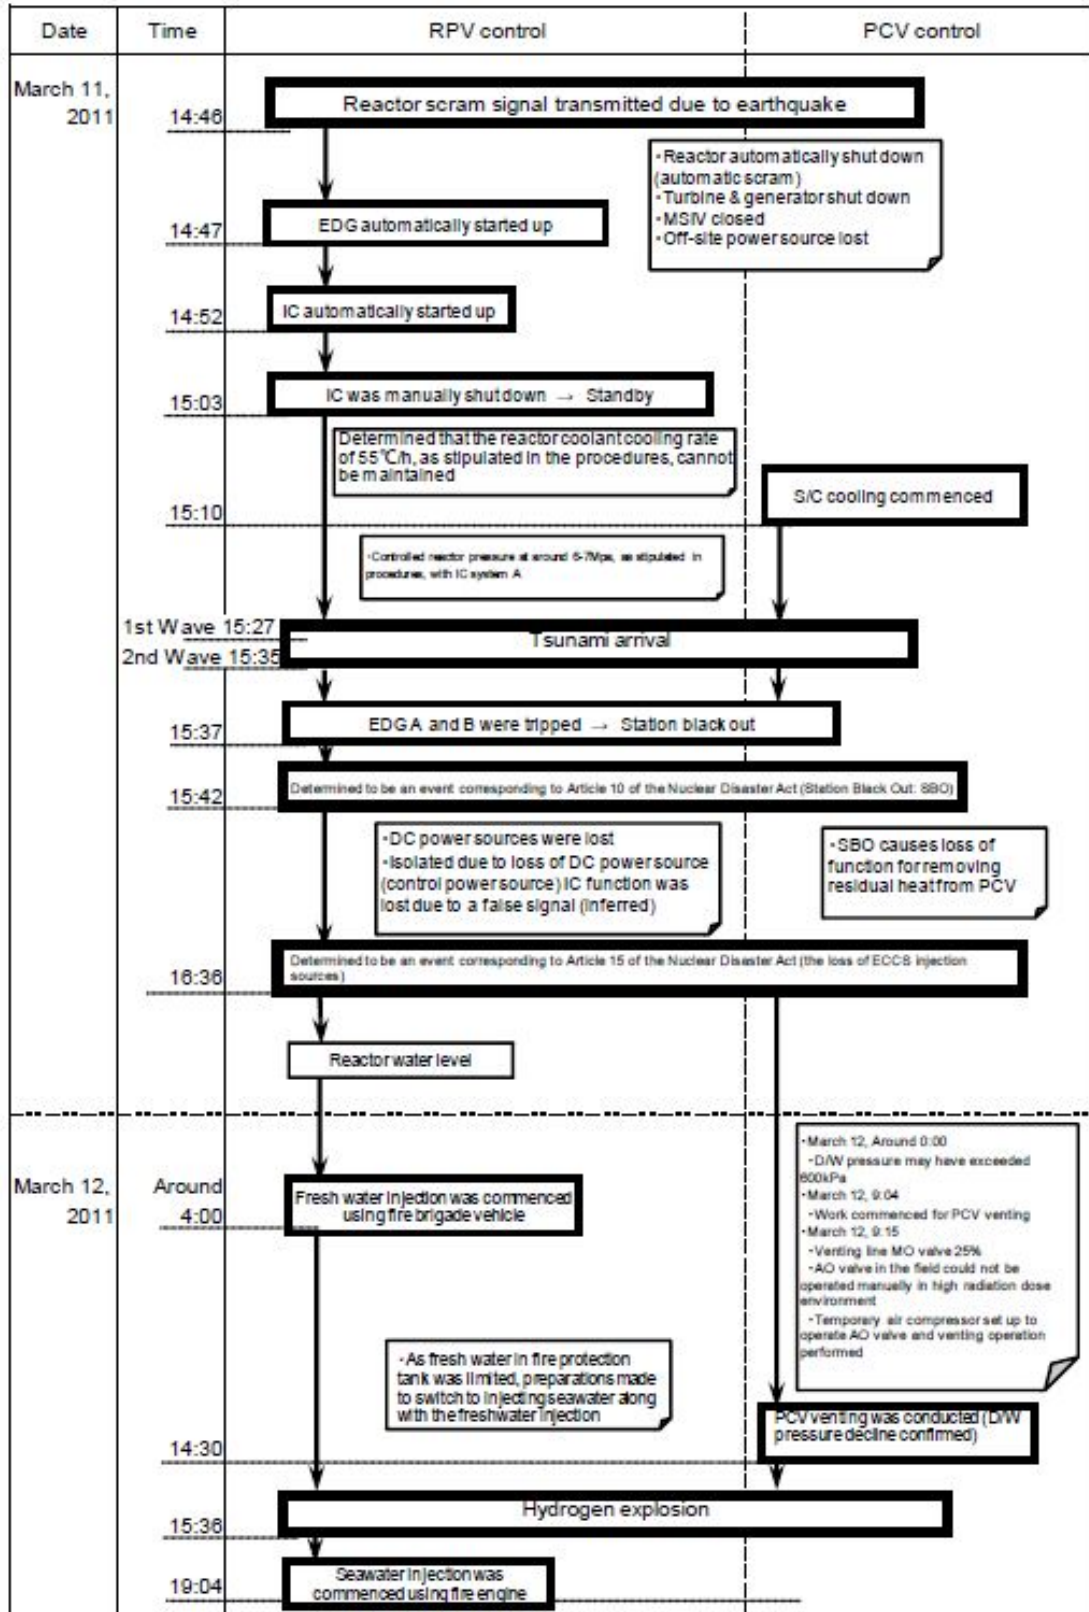 Date
Time
RPV control
PCV control
March 11,
2011
14:46
Reactor scram signal transmitted due to earthquake
・Reactor automatically shut down
(automatic scram)
・Turbine & generator shut down
・MSIV closed
・Off-site power source lost
14:47
EDG automatically started up
14:52
IC automatically started up
15:03
IC was manually shut down → Standby
Determined that the reactor coolant cooling rate
of 55℃/h, as stipulated in the procedures, cannot
be maintained
15:10
S/C cooling commenced
・Controlled reactor pressure at around 6-7Mps, as stipulated in
procedures, with IC system A
1st Wave 15:27
2nd Wave 15:35
Tsunami arrival
15:37
EDG A and B were tripped → Station black out
15:42
Determined to be an event corresponding to Article 10 of the Nuclear Disaster Act (Station Black Out: SBO)
・DC power sources were lost
・Isolated due to loss of DC power source
(control power source) IC function was
lost due to a false signal (inferred)
・SBO causes loss of
function for removing
residual heat from PCV
16:36
Determined to be an event corresponding to Article 15 of the Nuclear Disaster Act (the loss of ECCS injection
sources)
Reactor water level
March 12,
2011
Around
4:00
Fresh water injection was commenced
using fire brigade vehicle
・March 12, Around 0:00
・D/W pressure may have exceeded
600kPa
・March 12, 9:04
・Work commenced for PCV venting
・March 12, 9:15
・Venting line MO valve 25%
・AO valve in the field could not be
operated manually in high radiation dose
environment
・Temporary air compressor set up to
operate AO valve and venting operation
performed
・As fresh water in fire protection
tank was limited, preparations made
to switch to injecting seawater along
with the freshwater injection
14:30
PCV venting was conducted (D/W
pressure decline confirmed)
15:36
Hydrogen explosion
19:04
Seawater injection was
commenced using fire engine